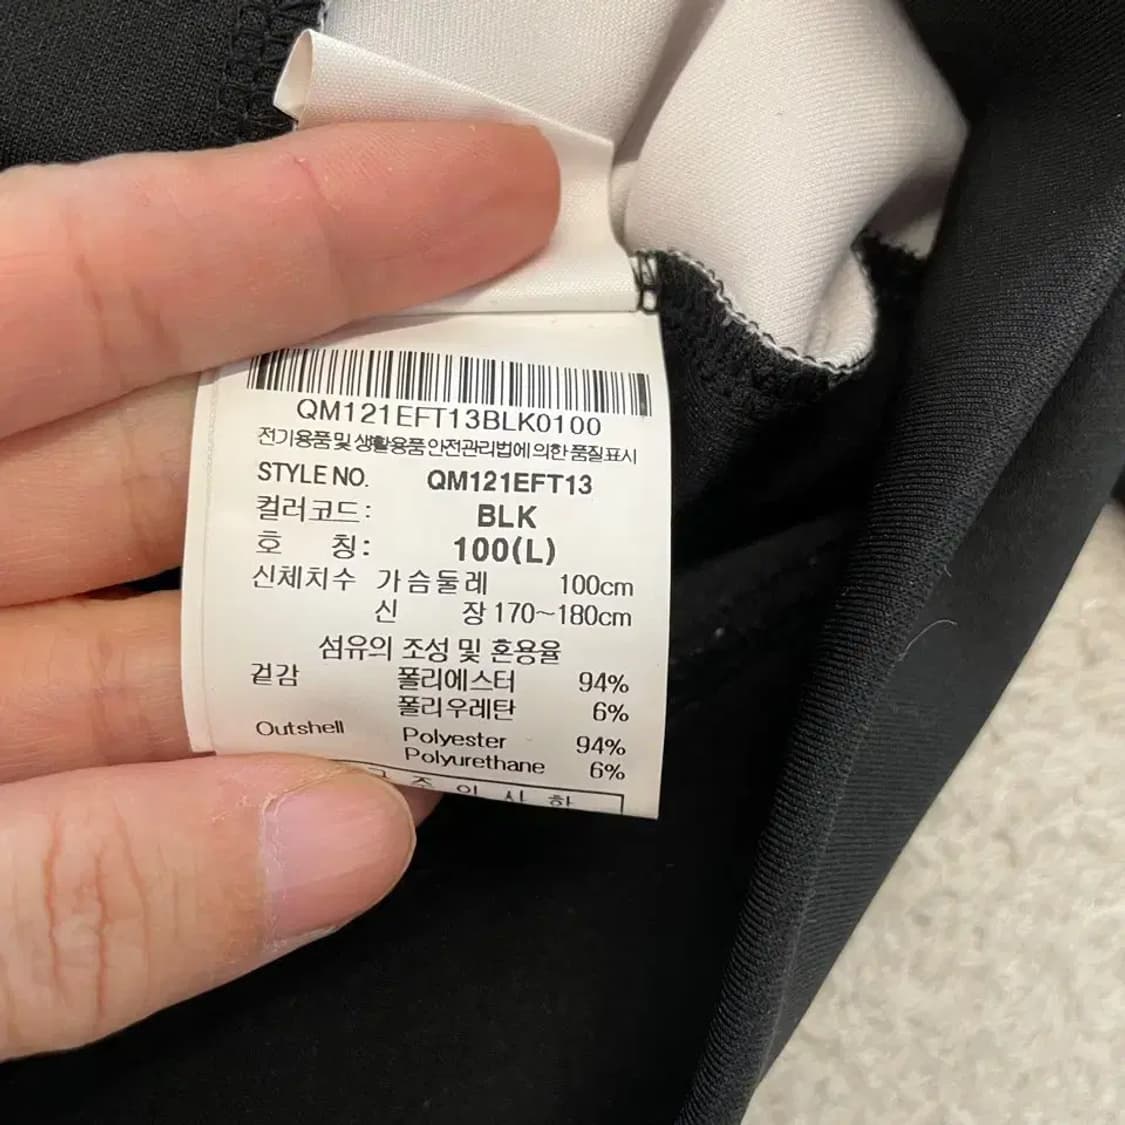 QM121EFT13BLK0100
전기용품 및 생활용품 안전관리법에 의한 품질표시
STYLE NO. QM121EFT13
컬러코드: BLK
호 칭: 100(L)
신체치수 가슴둘레 100cm
신 장 170~180cm
섬유의 조성 및 혼용율
겉감 폴리에스터 94%
폴리우레탄 6%
Outshell Polyester 94%
Polyurethane 6%